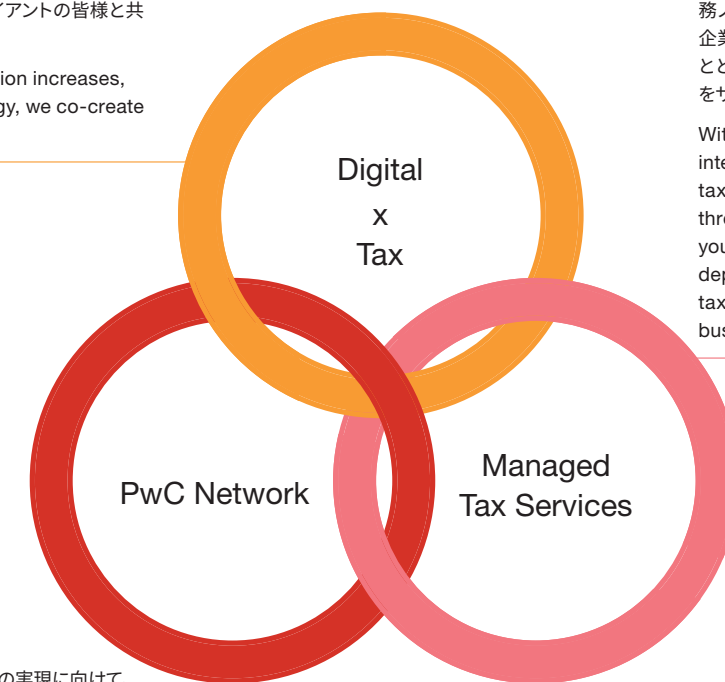 アントの皆様と共
ion increases,
gy, we co-create
務
企業
とと
をサ
With
inte
tax
thro
you
dep
tax
bus
Digital
x
Tax
PwC Network
Managed
Tax Services
の実現に向けて